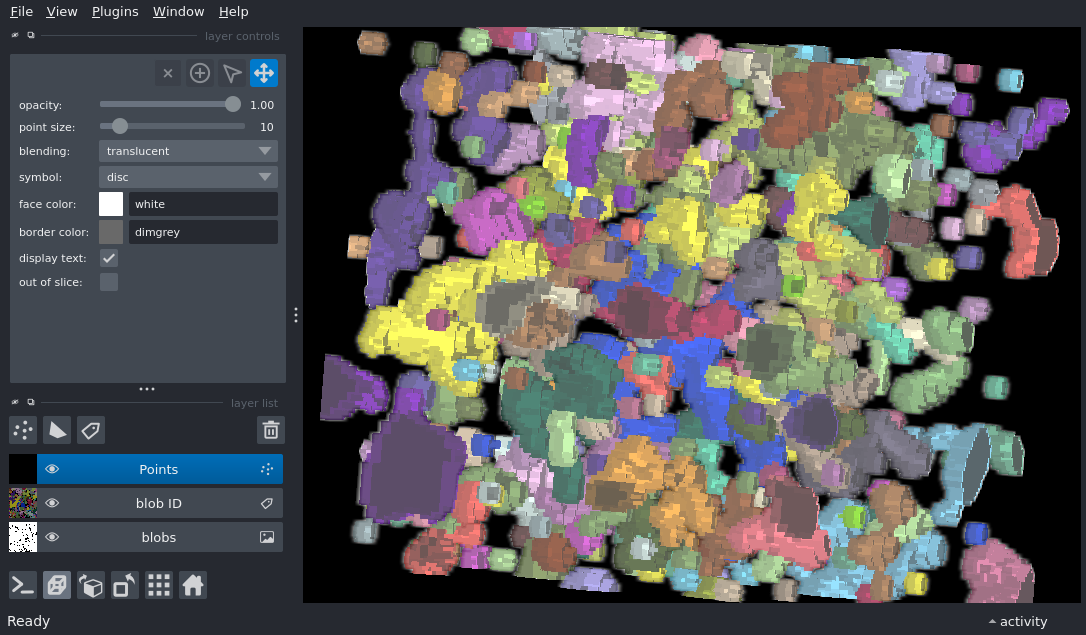 File View Plugins Window Help
layer controls
opacity: 1.00
point size: 10
blending: translucent
symbol: disc
face color: white
border color: dimgrey
display text:
out of slice:
layer list
Points
blob ID
blobs
Ready activity